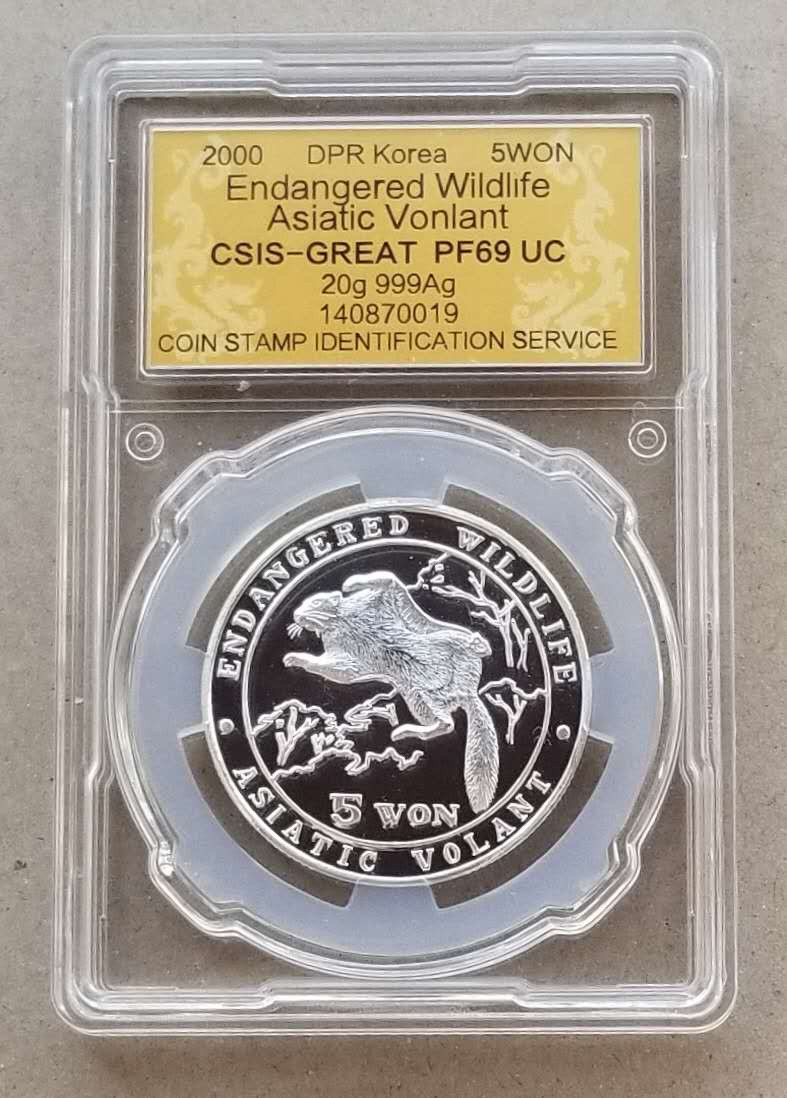 2000 DPR Korea 5WON
Endangered Wildlife
Asiatic Vonlant
CSIS-GREAT PF69 UC
20g 999Ag
140870019
COIN STAMP IDENTIFICATION SERVICE
ENDANGERED WILDLIFE
5 WON
ASIATIC VOLANT